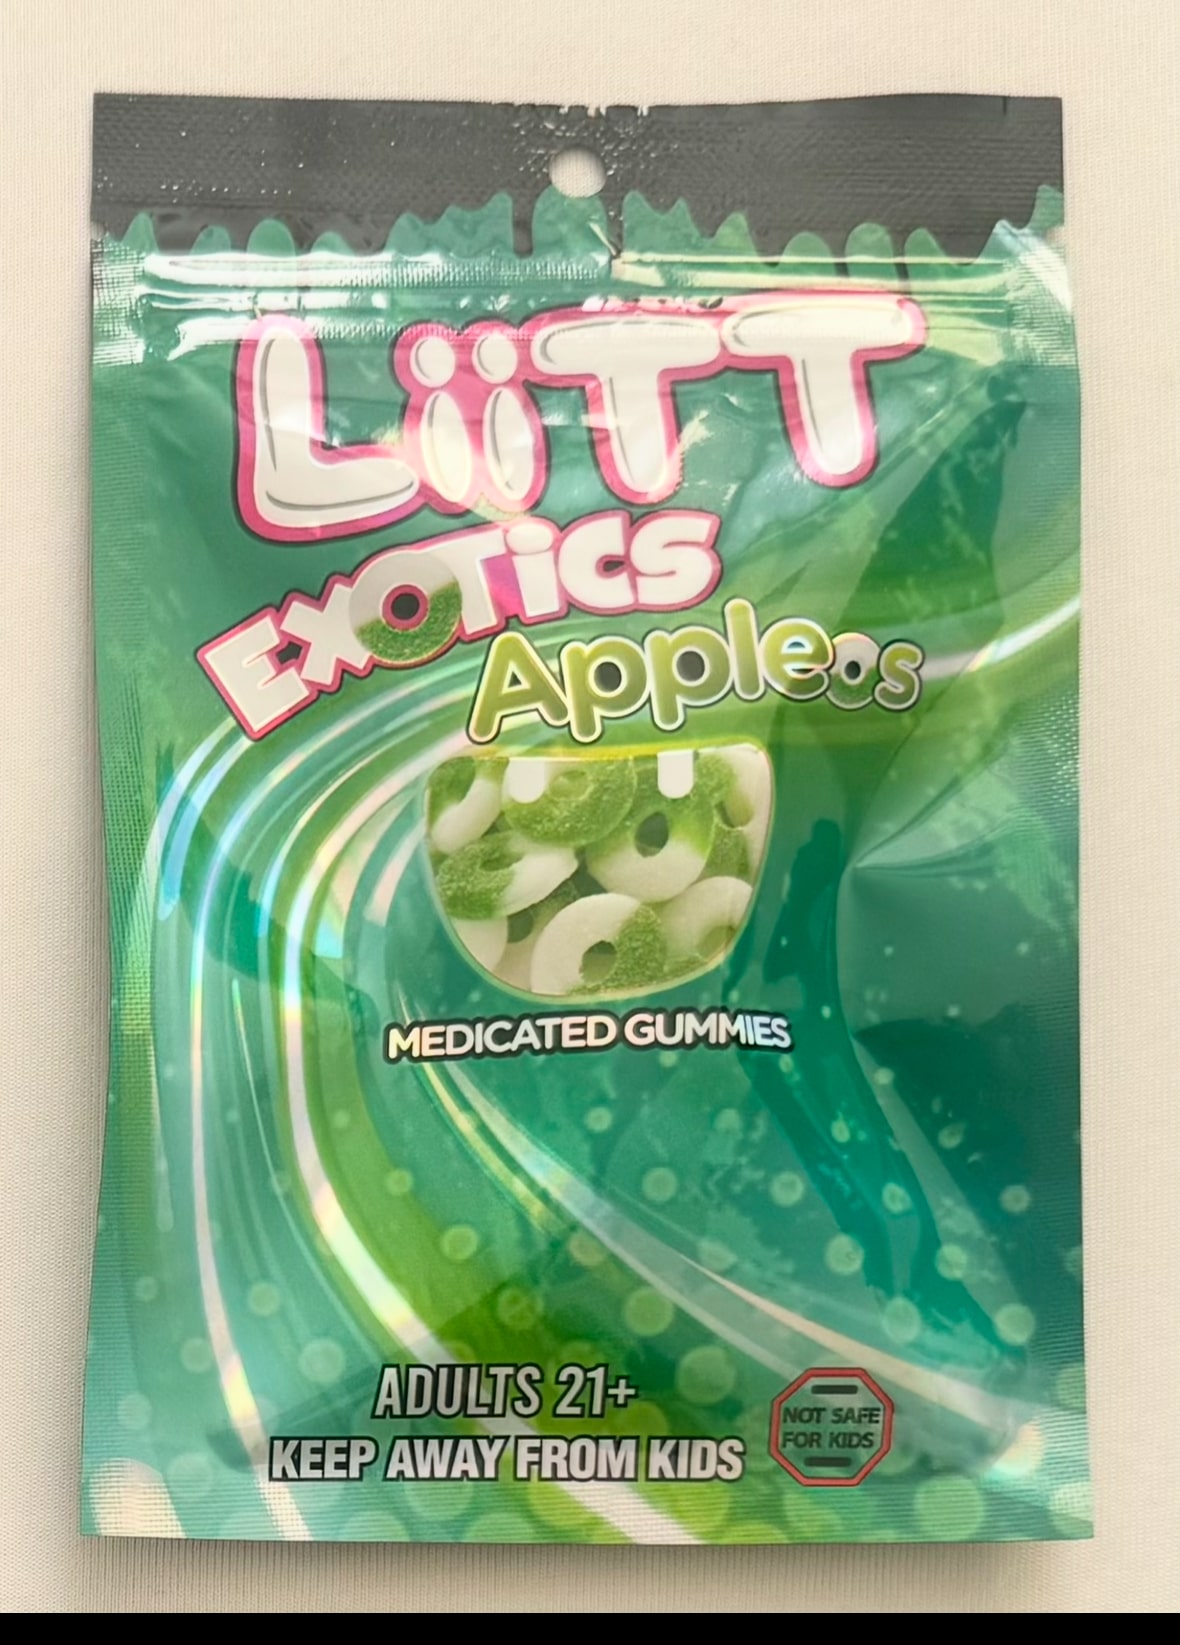 LiiTT
EXOTiCS
Appleos
MEDICATED GUMMIES
ADULTS 21+
KEEP AWAY FROM KIDS
NOT SAFE
FOR KIDS